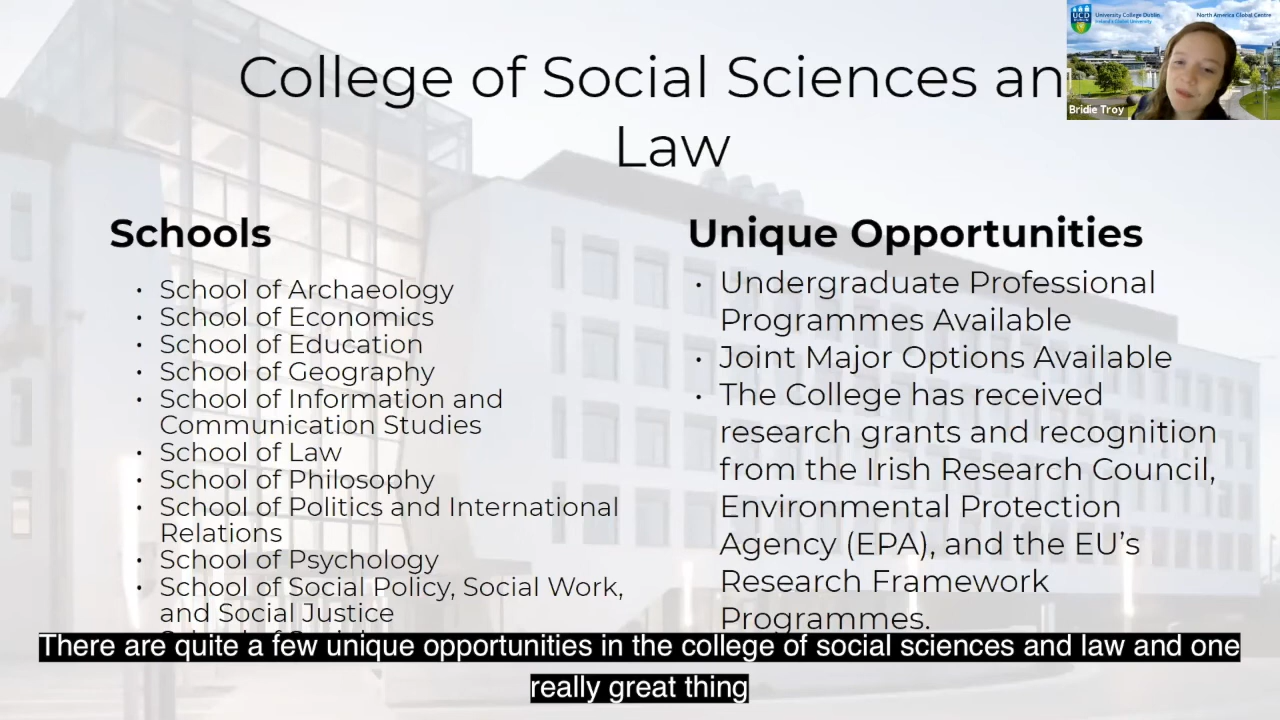 University College Dublin
Ireland's Global University
North America Global Centre
UCD
DUBLIN
Bridie Troy
College of Social Sciences an
Law
Schools
• School of Archaeology
• School of Economics
• School of Education
• School of Geography
• School of Information and
Communication Studies
• School of Law
• School of Philosophy
• School of Politics and International
Relations
• School of Psychology
• School of Social Policy, Social Work,
and Social Justice
Unique Opportunities
• Undergraduate Professional
Programmes Available
• Joint Major Options Available
• The College has received
research grants and recognition
from the Irish Research Council,
Environmental Protection
Agency (EPA), and the EU’s
Research Framework
Programmes.
There are quite a few unique opportunities in the college of social sciences and law and one
really great thing